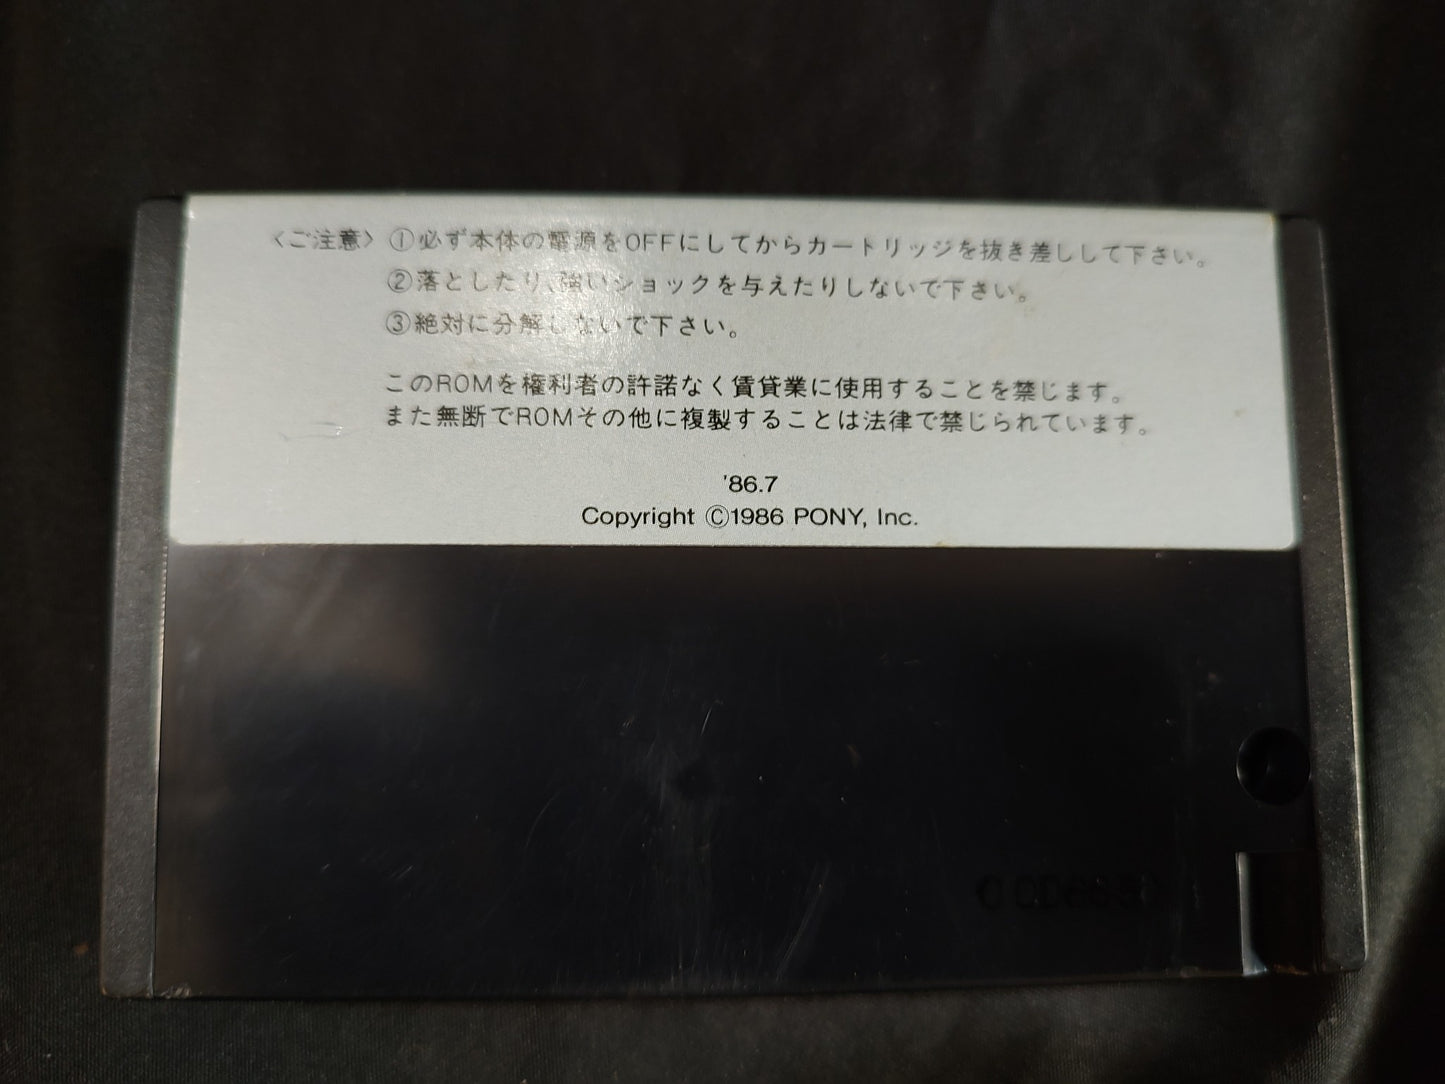 〈ご注意〉①必ず本体の電源をOFFにしてからカートリッジを抜き差しして下さい。
②落としたり、強いショックを与えたりしないで下さい。
③絶対に分解しないで下さい。
このROMを権利者の許諾なく賃貸業に使用することを禁じます。
また無断でROMその他に複製することは法律で禁じられています。
'86.7
Copyright ©1986 PONY, Inc.